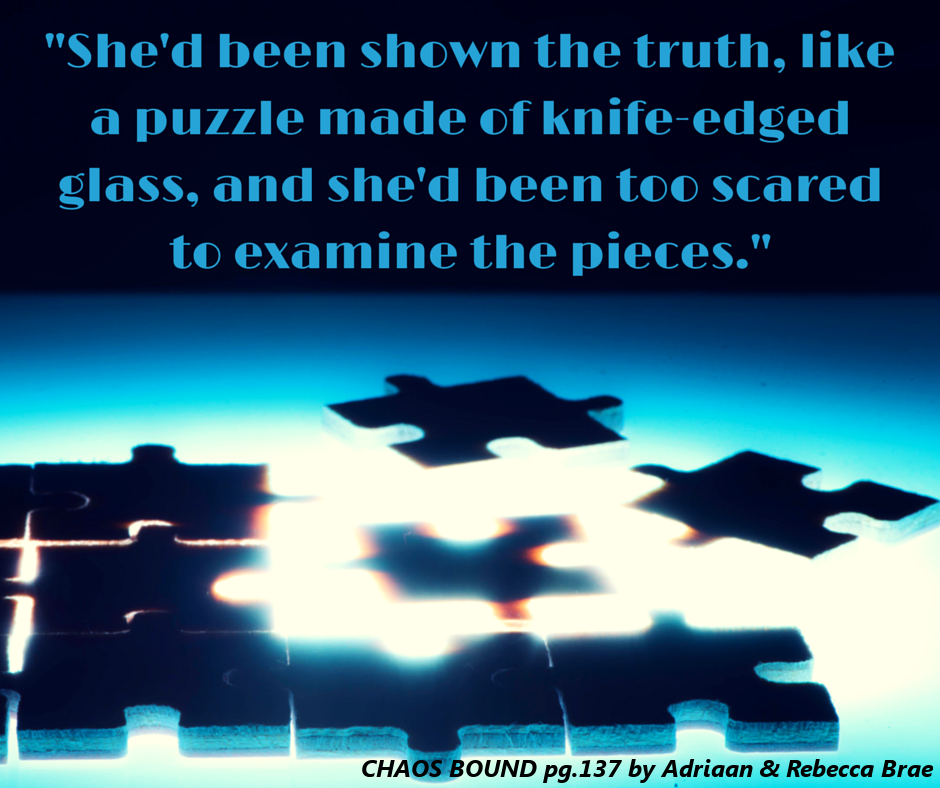 "She'd been shown the truth, like
a puzzle made of knife-edged
glass, and she'd been too scared
to examine the pieces."
CHAOS BOUND pg.137 by Adriaan & Rebecca Brae